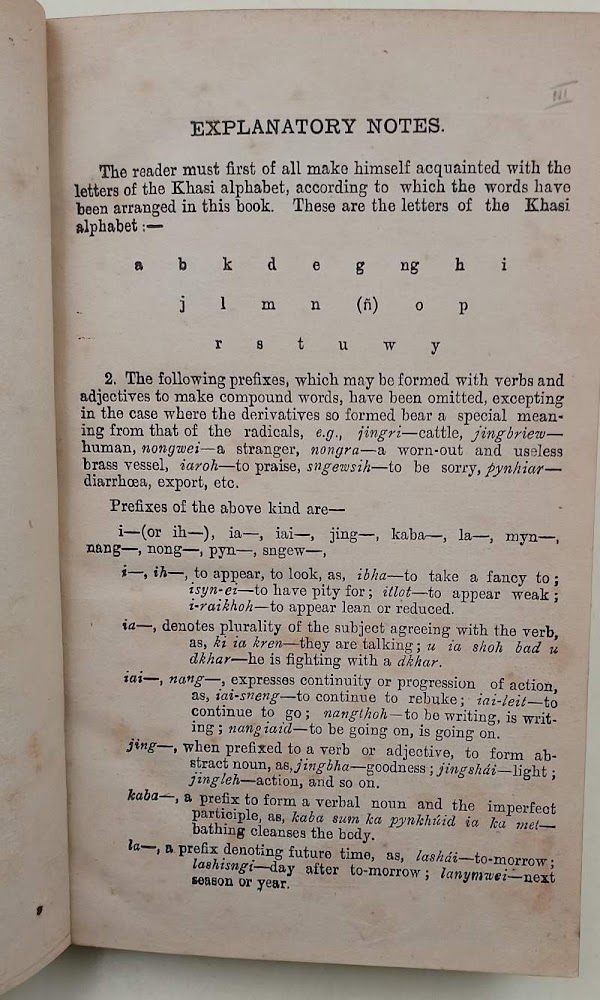 III
EXPLANATORY NOTES.
The reader must first of all make himself acquainted with the
letters of the Khasi alphabet, according to which the words have
been arranged in this book. These are the letters of the Khasi
alphabet :—
a b k d e g ng h i
j l m n (ñ) o p
r s t u w y
2. The following prefixes, which may be formed with verbs and
adjectives to make compound words, have been omitted, excepting
in the case where the derivatives so formed bear a special mean-
ing from that of the radicals, e.g., jingri—cattle, jingbriew—
human, nongwei—a stranger, nongra—a worn-out and useless
brass vessel, iaroh—to praise, sngewsih—to be sorry, pynhiar—
diarrhœa, export, etc.
Prefixes of the above kind are—
i—(or ih—), ia—, iai—, jing—, kaba—, la—, myn—,
nang—, nong—, pyn—, sngew—,
i—, ih—, to appear, to look, as, ibha—to take a fancy to ;
isyn-ei—to have pity for ; itlot—to appear weak ;
i-raikhoh—to appear lean or reduced.
ia—, denotes plurality of the subject agreeing with the verb,
as, ki ia kren—they are talking ; u ia shoh bad u
dkhar—he is fighting with a dkhar.
iai—, nang—, expresses continuity or progression of action,
as, iai-sneng—to continue to rebuke ; iai-leit—to
continue to go ; nangthoh—to be writing, is writ-
ing ; nangiaid—to be going on, is going on.
jing—, when prefixed to a verb or adjective, to form ab-
stract noun, as, jingbha—goodness ; jingshái—light ;
jingleh—action, and so on.
kaba—, a prefix to form a verbal noun and the imperfect
participle, as, kaba sum ka pynkhúid ia ka met—
bathing cleanses the body.
la—, a prefix denoting future time, as, lashái—to-morrow ;
lashisngi—day after to-morrow ; lanymwei—next
season or year.